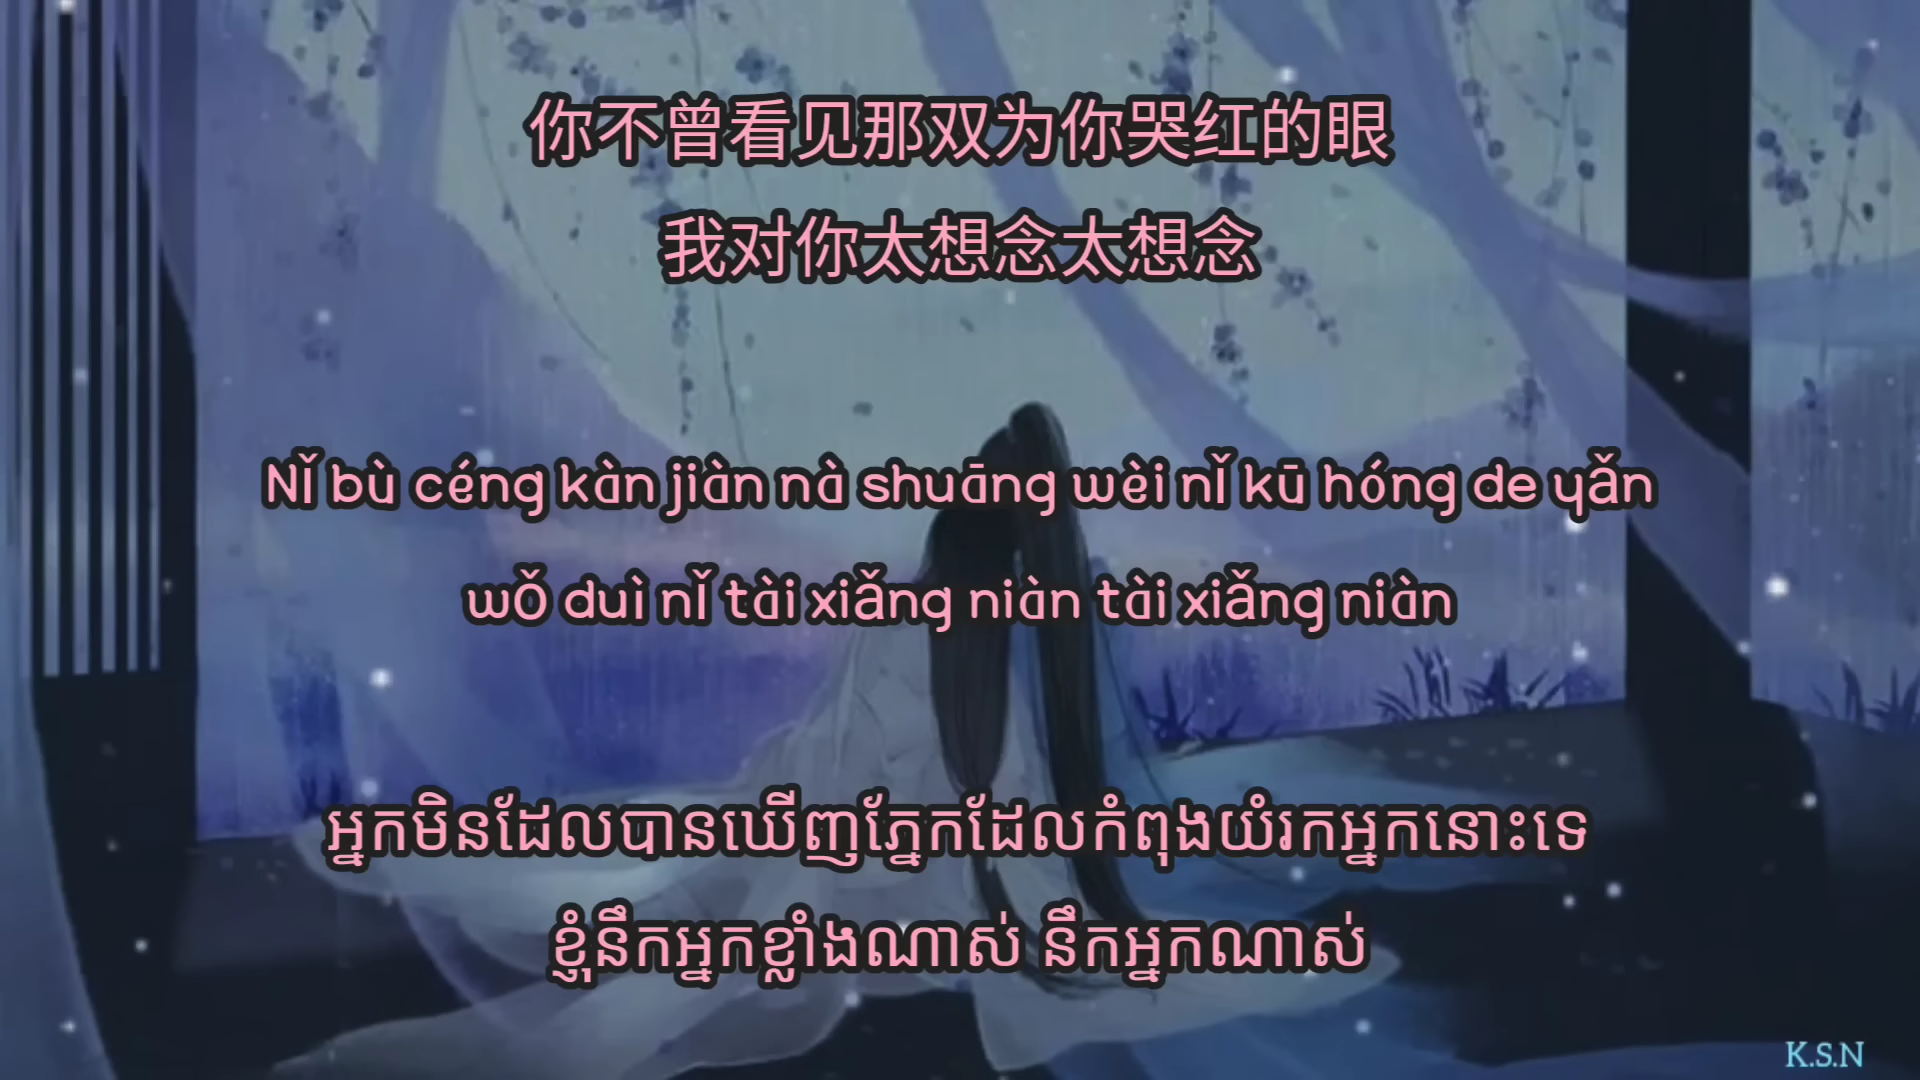 你不曾看见那双为你哭红的眼
我对你太想念太想念
Nǐ bù céng kàn jiàn nà shuāng wèi nǐ kū hóng de yǎn
wǒ duì nǐ tài xiǎng niàn tài xiǎng niàn
អ្នកមិនដែលបានឃើញភ្នែកដែលកំពុងយំរកអ្នកនោះទេ
ខ្ញុំនឹកអ្នកខ្លាំងណាស់ នឹកអ្នកណាស់
K.S.N